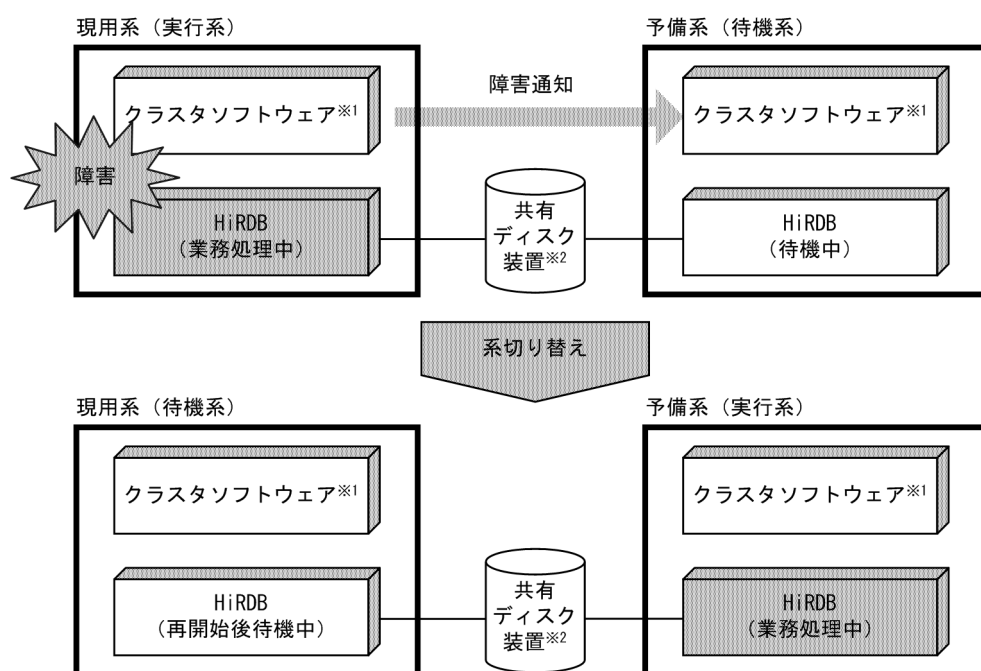 現用系（実行系）
予備系（待機系）
クラスタソフトウェア※1
障害通知
クラスタソフトウェア※1
障害
HiRDB
（業務処理中）
共有
ディスク
装置※2
HiRDB
（待機中）
系切り替え
現用系（待機系）
予備系（実行系）
クラスタソフトウェア※1
クラスタソフトウェア※1
HiRDB
（再開始後待機中）
共有
ディスク
装置※2
HiRDB
（業務処理中）